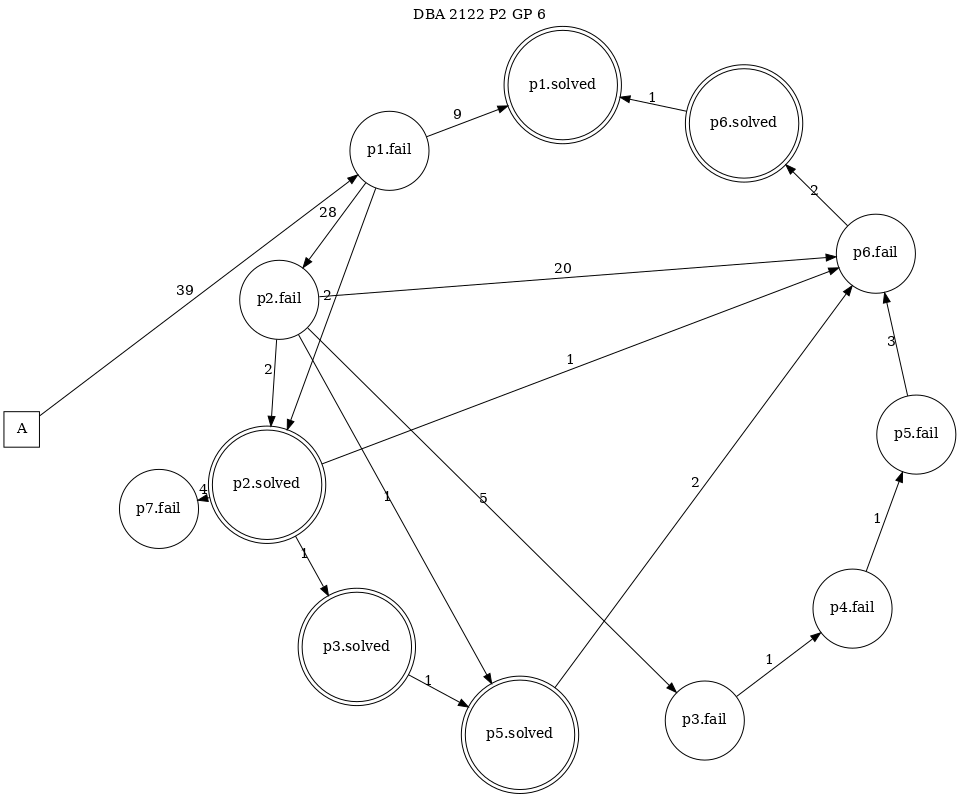 DBA 2122 P2 GP 6
p1.solved
p6.solved
1
9
p1.fail
2
28
p6.fail
20
39
p2.fail
2
3
1
2
A
p5.fail
p2.solved
2
4
1
5
p7.fail
1
1
p4.fail
p3.solved
1
1
p3.fail
p5.solved